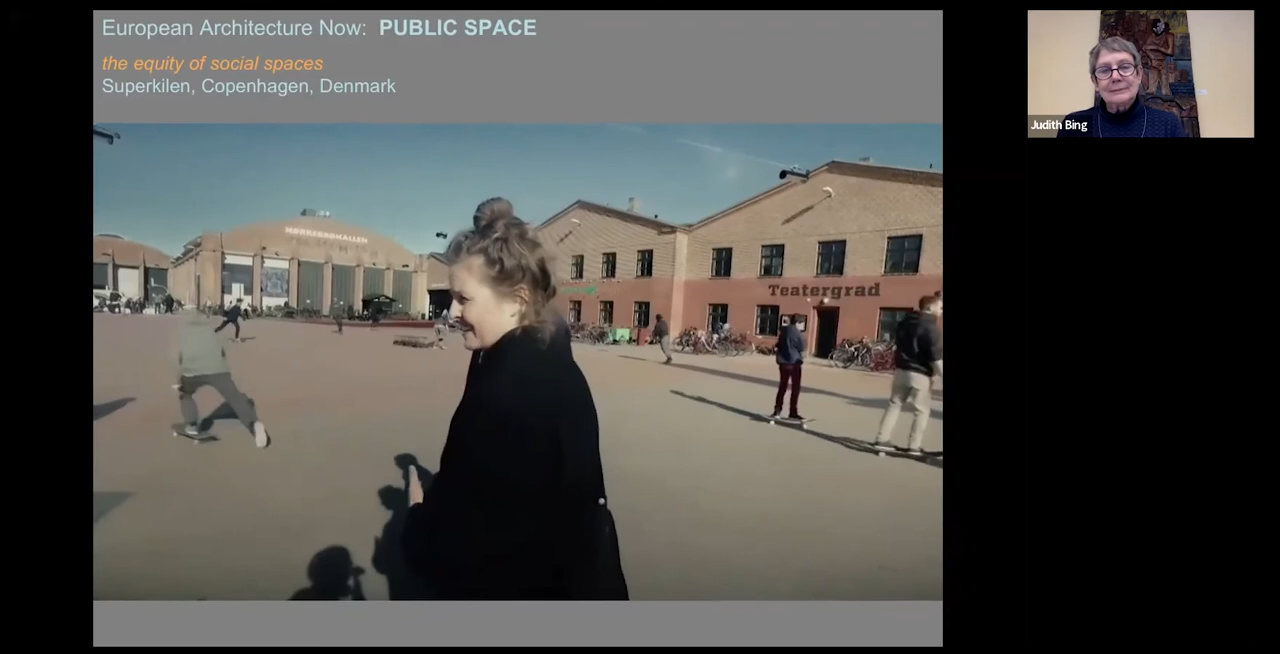 European Architecture Now: PUBLIC SPACE
the equity of social spaces
Superkilen, Copenhagen, Denmark
NØRREBROHALLEN
Teatergrad
Judith Bing